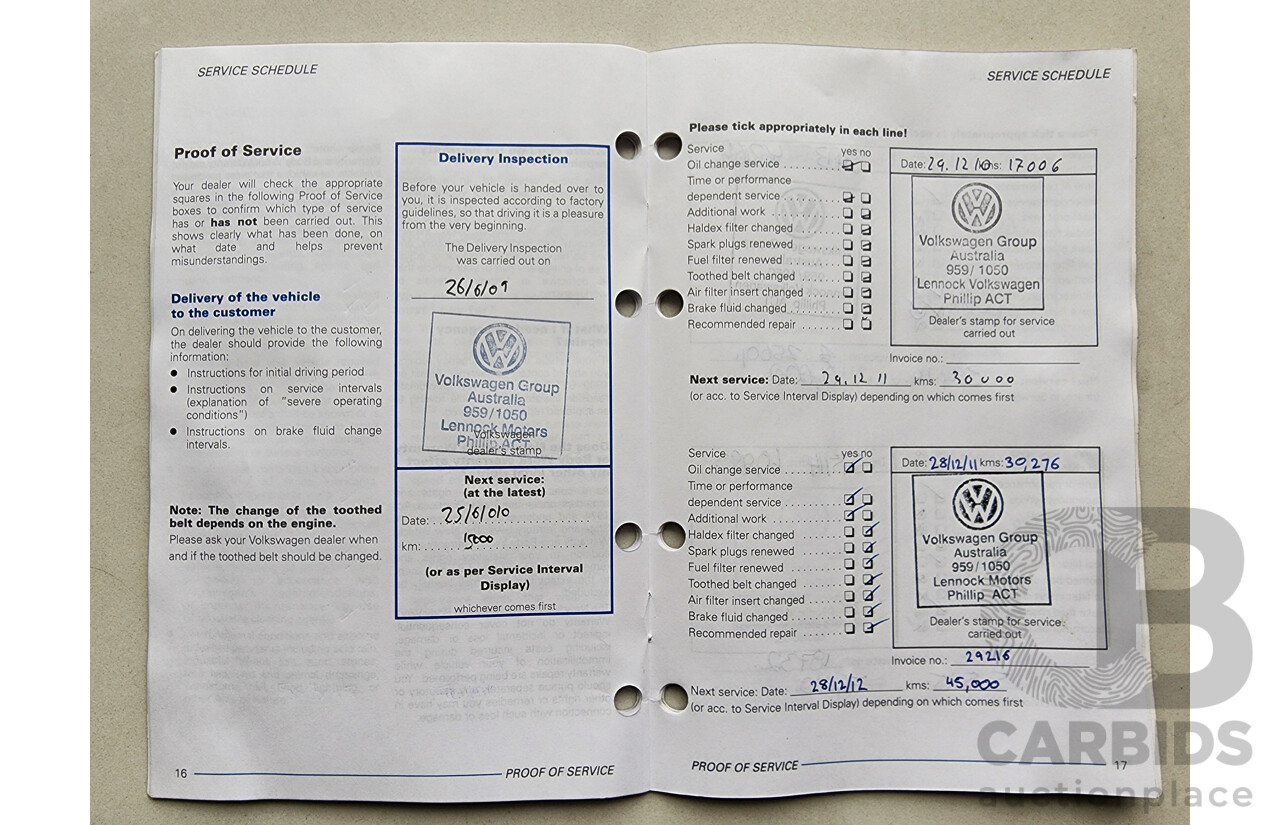 SERVICE SCHEDULE
Proof of Service
Your dealer will check the appropriate
squares in the following Proof of Service
boxes to confirm which type of service
has or has not been carried out. This
shows clearly what has been done, on
what date and helps prevent
misunderstandings.
Delivery of the vehicle
to the customer
On delivering the vehicle to the customer,
the dealer should provide the following
information:
● Instructions for initial driving period
● Instructions on service intervals
(explanation of "severe operating
conditions")
● Instructions on brake fluid change
intervals.
Note: The change of the toothed
belt depends on the engine.
Please ask your Volkswagen dealer when
and if the toothed belt should be changed.
Delivery Inspection
Before your vehicle is handed over to
you, it is inspected according to factory
guidelines, so that driving it is a pleasure
from the very beginning.
The Delivery Inspection
was carried out on
26/6/09
Volkswagen Group
Australia
959/1050
Lennock Motors
Phillip ACT
Volkswagen
dealer's stamp
Next service:
(at the latest)
Date: 25/6/010
km: 15000
(or as per Service Interval
Display)
whichever comes first
16
PROOF OF SERVICE
SERVICE SCHEDULE
Please tick appropriately in each line!
Service yes no
Oil change service
Time or performance
dependent service
Additional work
Haldex filter changed
Spark plugs renewed
Fuel filter renewed
Toothed belt changed
Air filter insert changed
Brake fluid changed
Recommended repair
Date: 29.12 10 kms: 17006
Volkswagen Group
Australia
959/1050
Lennock Volkswagen
Phillip ACT
Dealer's stamp for service
carried out
Invoice no.:
Next service: Date: 29.12 11 kms: 30000
(or acc. to Service Interval Display) depending on which comes first
Service yes no
Oil change service
Time or performance
dependent service
Additional work
Haldex filter changed
Spark plugs renewed
Fuel filter renewed
Toothed belt changed
Air filter insert changed
Brake fluid changed
Recommended repair
Date: 28/12/11 kms: 30,276
Volkswagen Group
Australia
959/1050
Lennock Motors
Phillip ACT
Dealer's stamp for service
carried out
Invoice no.: 29216
Next service: Date: 28/12/12 kms: 45,000
(or acc. to Service Interval Display) depending on which comes first
PROOF OF SERVICE
17
CARBIDS
auctionplace